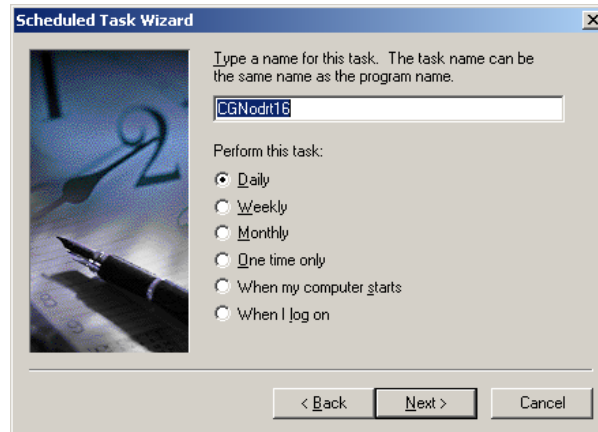 Scheduled Task Wizard
Type a name for this task. The task name can be
the same name as the program name.
CGNodrt16
Perform this task:
Daily
Weekly
Monthly
One time only
When my computer starts
When I log on
< Back
Next >
Cancel